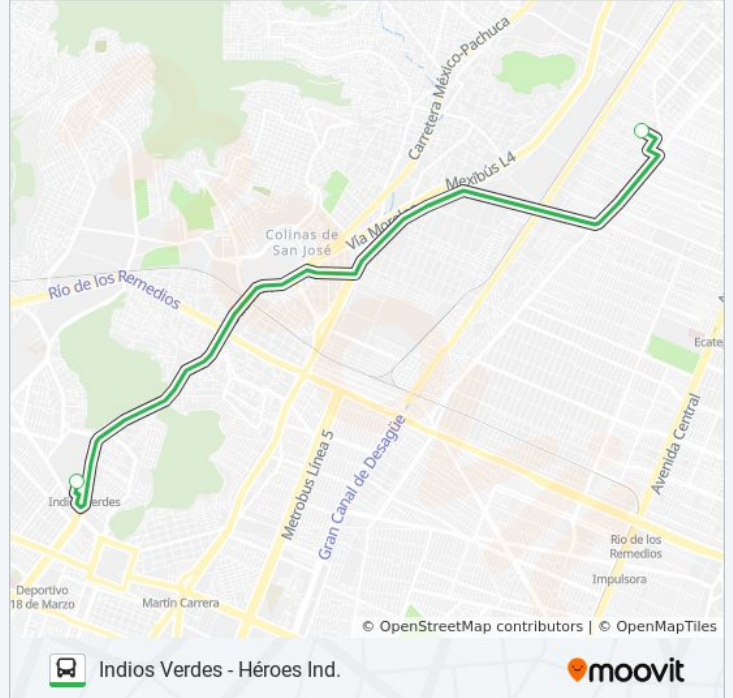 Carretera México-Pachuca
Mexibús L4
Vía Morelos
Colinas de
San José
Río de los Remedios
Ecate
Avenida Central
Metrobus Línea 5
Gran Canal de Desagüe
Indios Verdes
Rio de los
Remedios
Impulsora
Deportivo
18 de Marzo
Martín Carrera
© OpenStreetMap contributors | © OpenMapTiles
Indios Verdes - Héroes Ind.
moovit